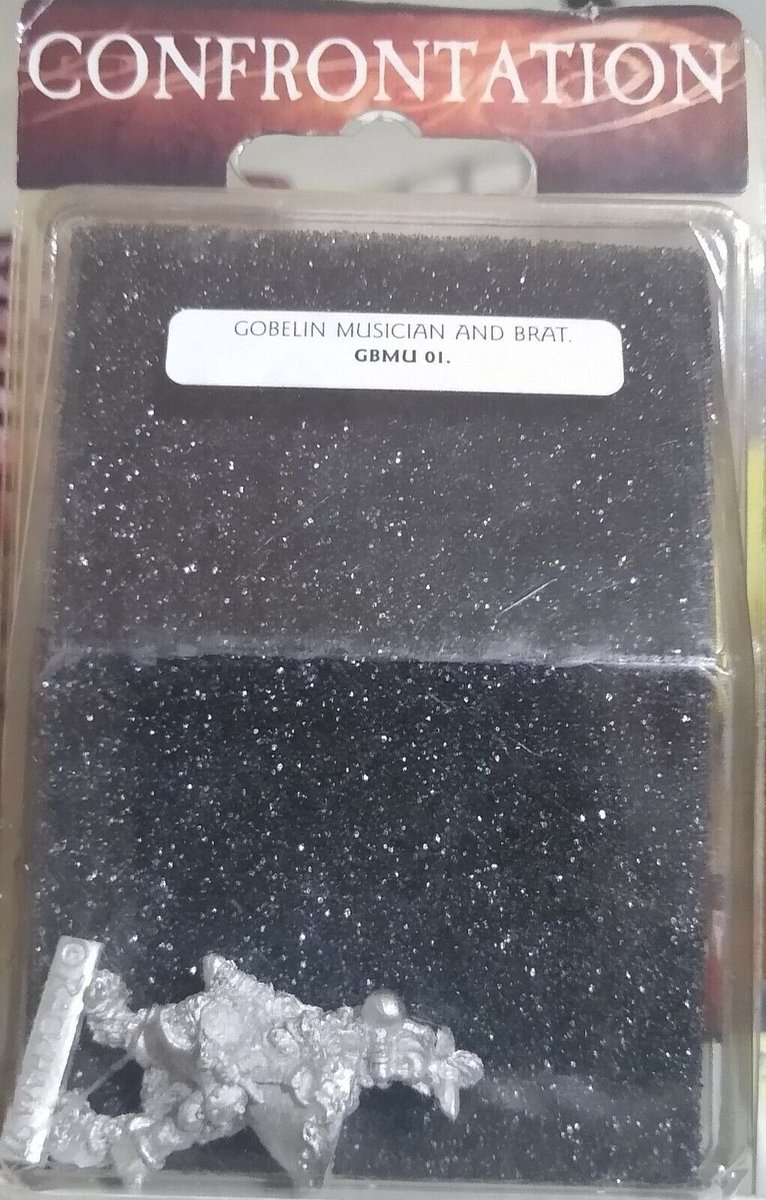 CONFRONTATION
GOBELIN MUSICIAN AND BRAT.
GBMU 01.